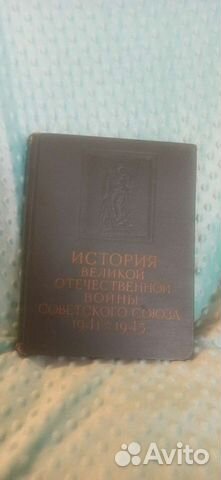 ИСТОРИЯ
ВЕЛИКОЙ
ОТЕЧЕСТВЕННОЙ
ВОЙНЫ
СОВЕТСКОГО СОЮЗА
1941 ☆ 1945
Avito